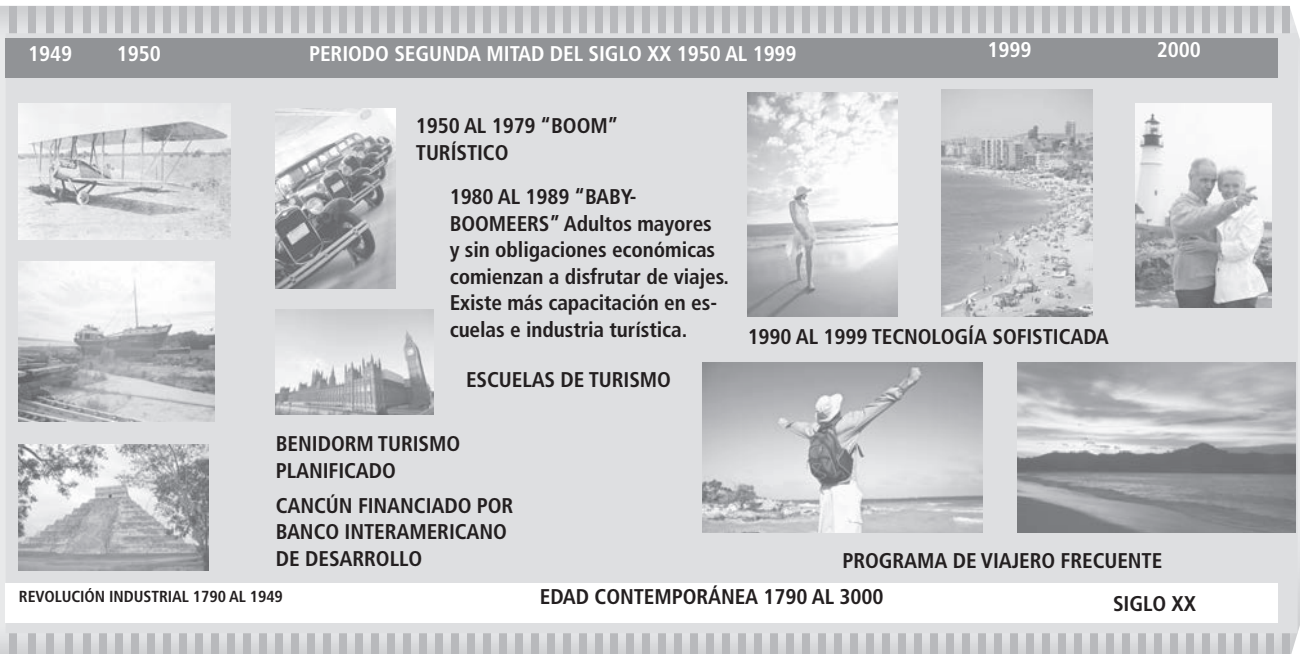 1949
1950
PERIODO SEGUNDA MITAD DEL SIGLO XX 1950 AL 1999
1999
2000
1950 AL 1979 “BOOM”
TURÍSTICO
1980 AL 1989 “BABY-
BOOMEERS” Adultos mayores
y sin obligaciones económicas
comienzan a disfrutar de viajes.
Existe más capacitación en es-
cuelas e industria turística.
ESCUELAS DE TURISMO
BENIDORM TURISMO
PLANIFICADO
CANCÚN FINANCIADO POR
BANCO INTERAMERICANO
DE DESARROLLO
1990 AL 1999 TECNOLOGÍA SOFISTICADA
PROGRAMA DE VIAJERO FRECUENTE
REVOLUCIÓN INDUSTRIAL 1790 AL 1949
EDAD CONTEMPORÁNEA 1790 AL 3000
SIGLO XX